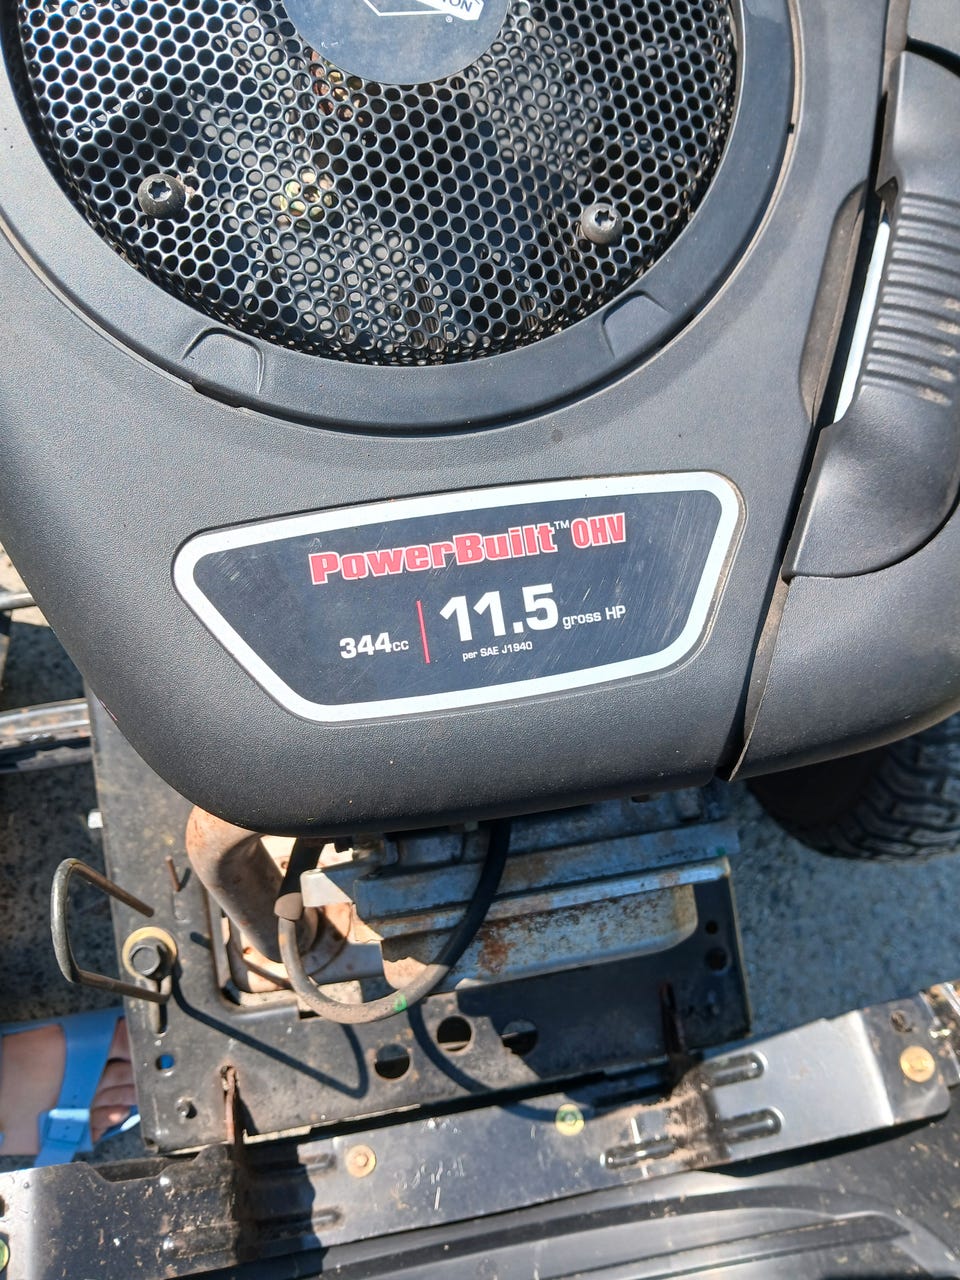 PowerBuilt™ OHV
344cc 11.5 gross HP
per SAE J1940